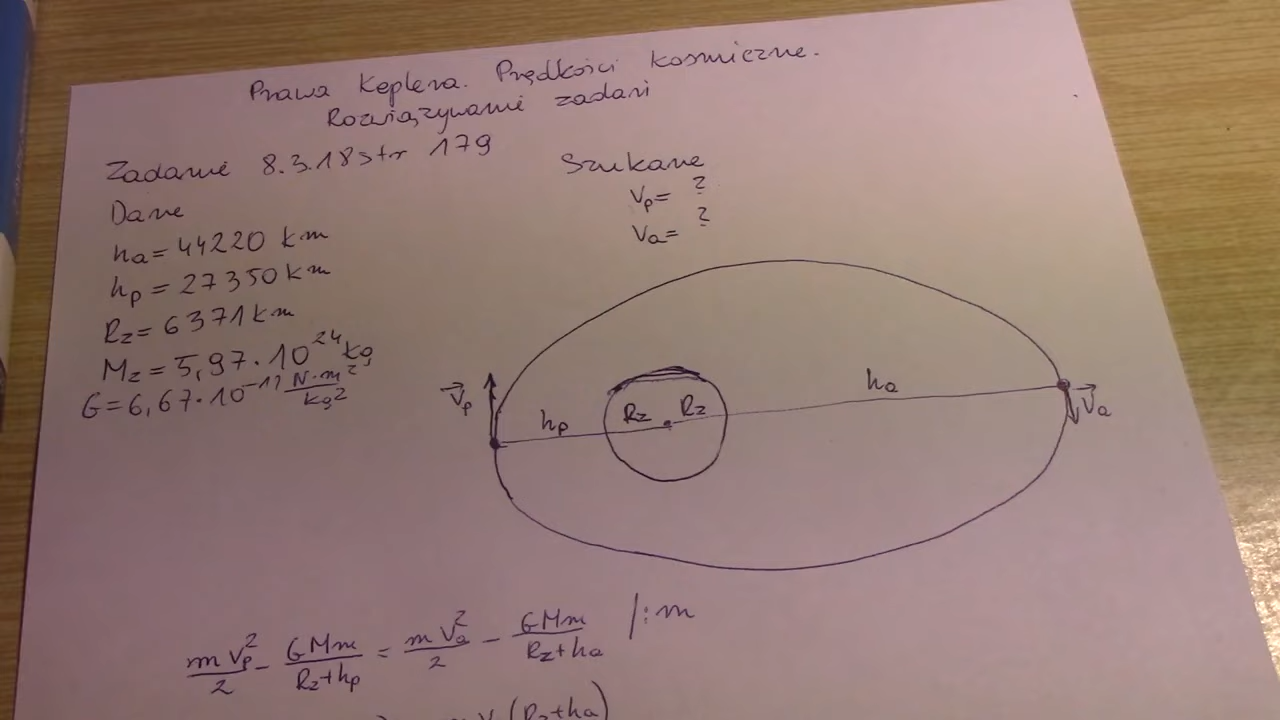 Prawa Keplera. Prędkości kosmiczne.
Rozwiązywanie zadań
Zadanie 8.3.18 str 179
Dane
Szukane
Vp= ?
Va= ?
ha = 44220 km
hp = 27350 km
Rz = 6371 km
Mz = 5,97·10^24 kg
G = 6,67·10^-11 N·m²/kg²
Vp
hp
Rz
Rz
ha
Va
mVp²/2 - GMm/(Rz+hp) = mVa²/2 - GMm/(Rz+ha) /:m
(Rz+ha)